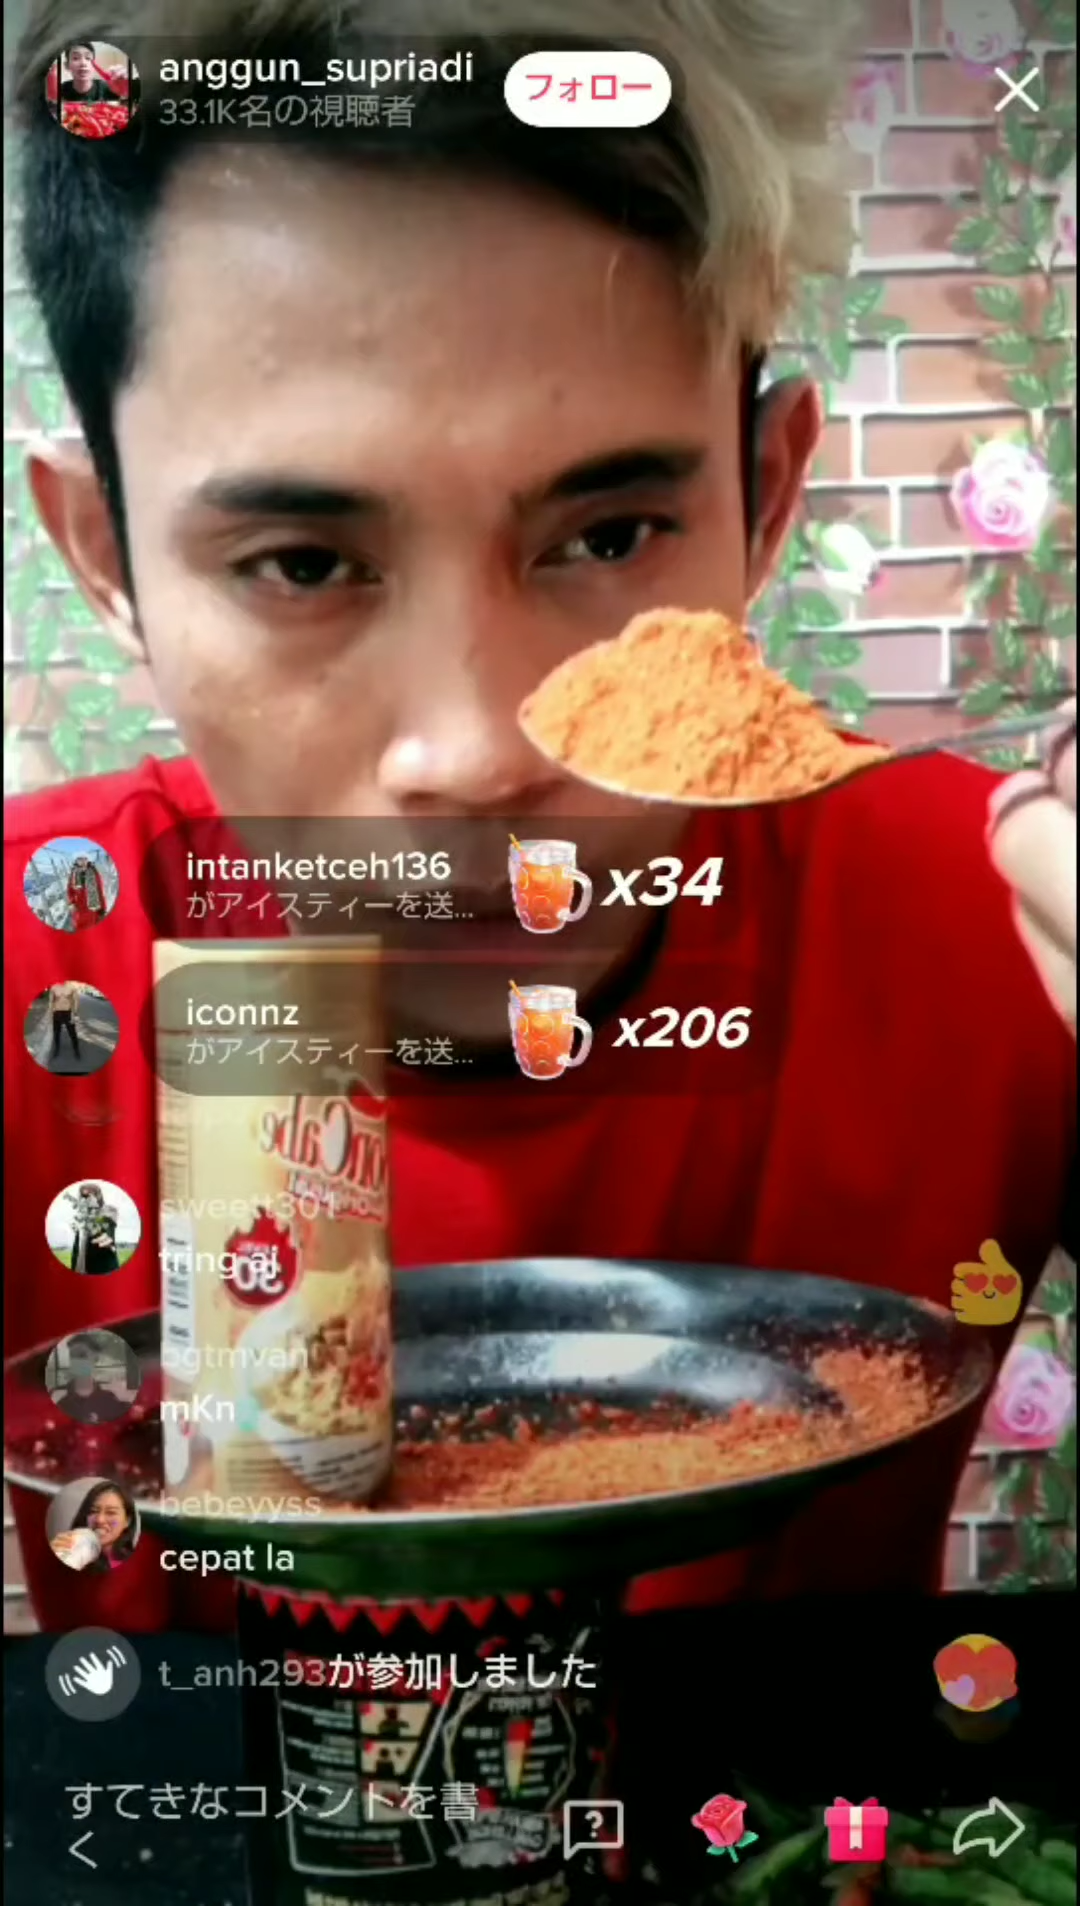 anggun_supriadi
フォロー
33.1K名の視聴者
intanketceh136
がアイスティーを送...
x34
iconnz
がアイスティーを送...
x206
BonCabe
sweett301
tring aj
30
bgtmvan
mKn
bebeyyss
cepat la
t_anh293が参加しました
すてきなコメントを書